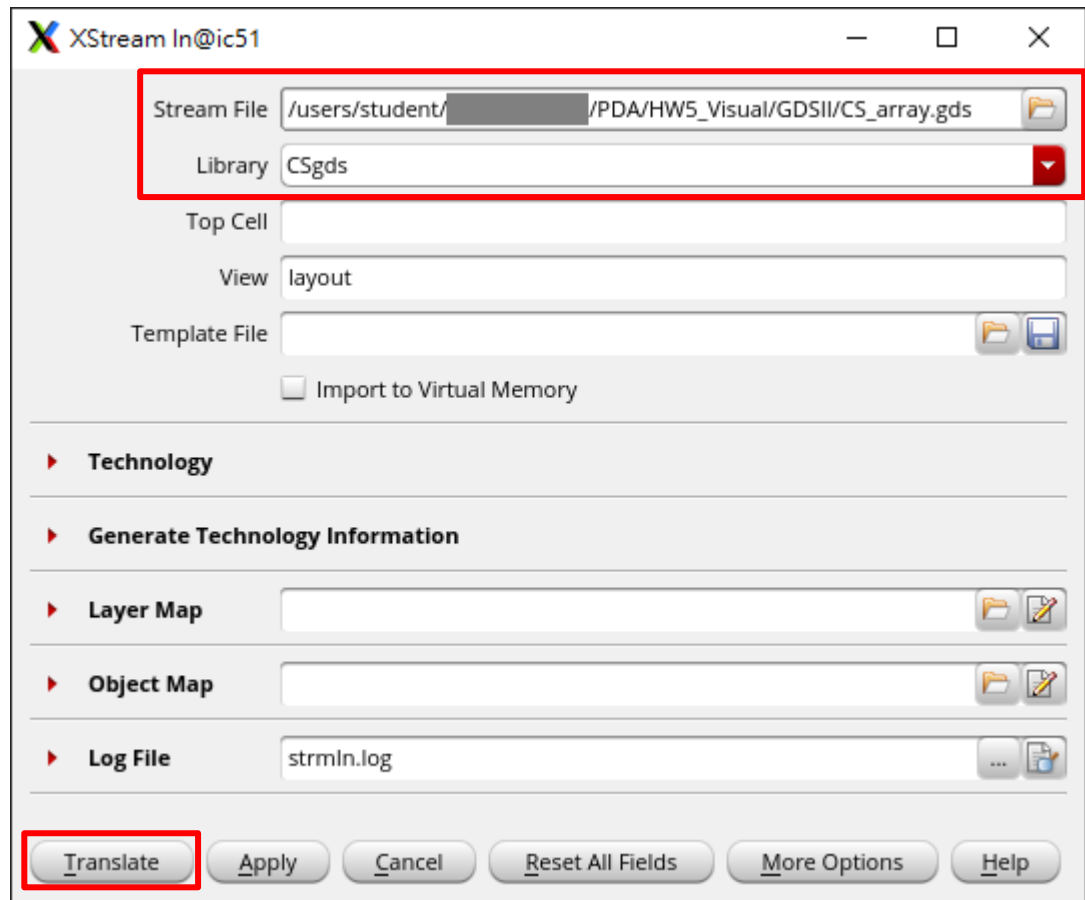 XStream In@ic51
Stream File /users/student/ /PDA/HW5_Visual/GDSII/CS_array.gds
Library CSgds
Top Cell
View layout
Template File
Import to Virtual Memory
Technology
Generate Technology Information
Layer Map
Object Map
Log File strmIn.log ...
Translate Apply Cancel Reset All Fields More Options Help